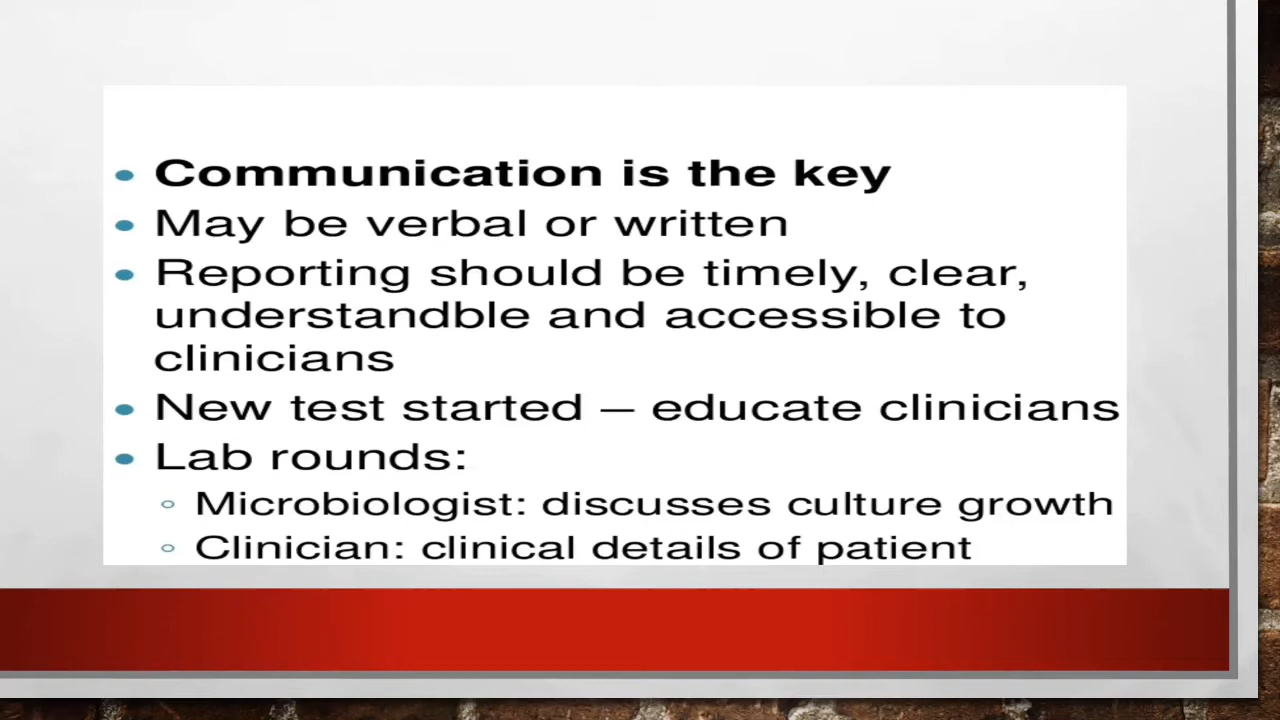 • Communication is the key
• May be verbal or written
• Reporting should be timely, clear,
understandble and accessible to
clinicians
• New test started – educate clinicians
• Lab rounds:
◦ Microbiologist: discusses culture growth
◦ Clinician: clinical details of patient